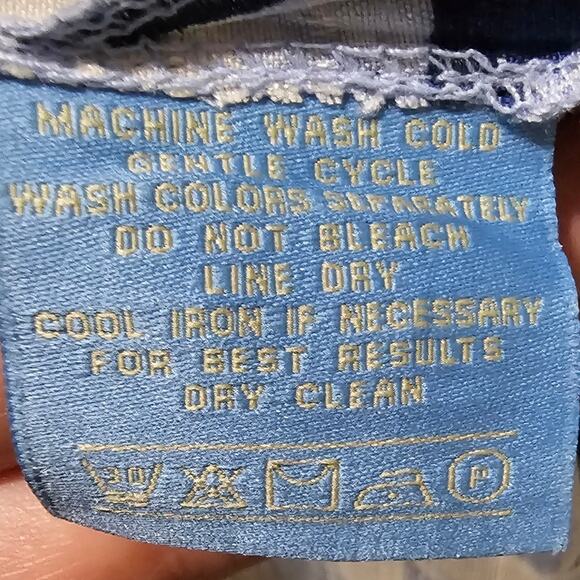 MACHINE WASH COLD
GENTLE CYCLE
WASH COLORS SEPARATELY
DO NOT BLEACH
LINE DRY
COOL IRON IF NECESSARY
FOR BEST RESULTS
DRY CLEAN
30 P